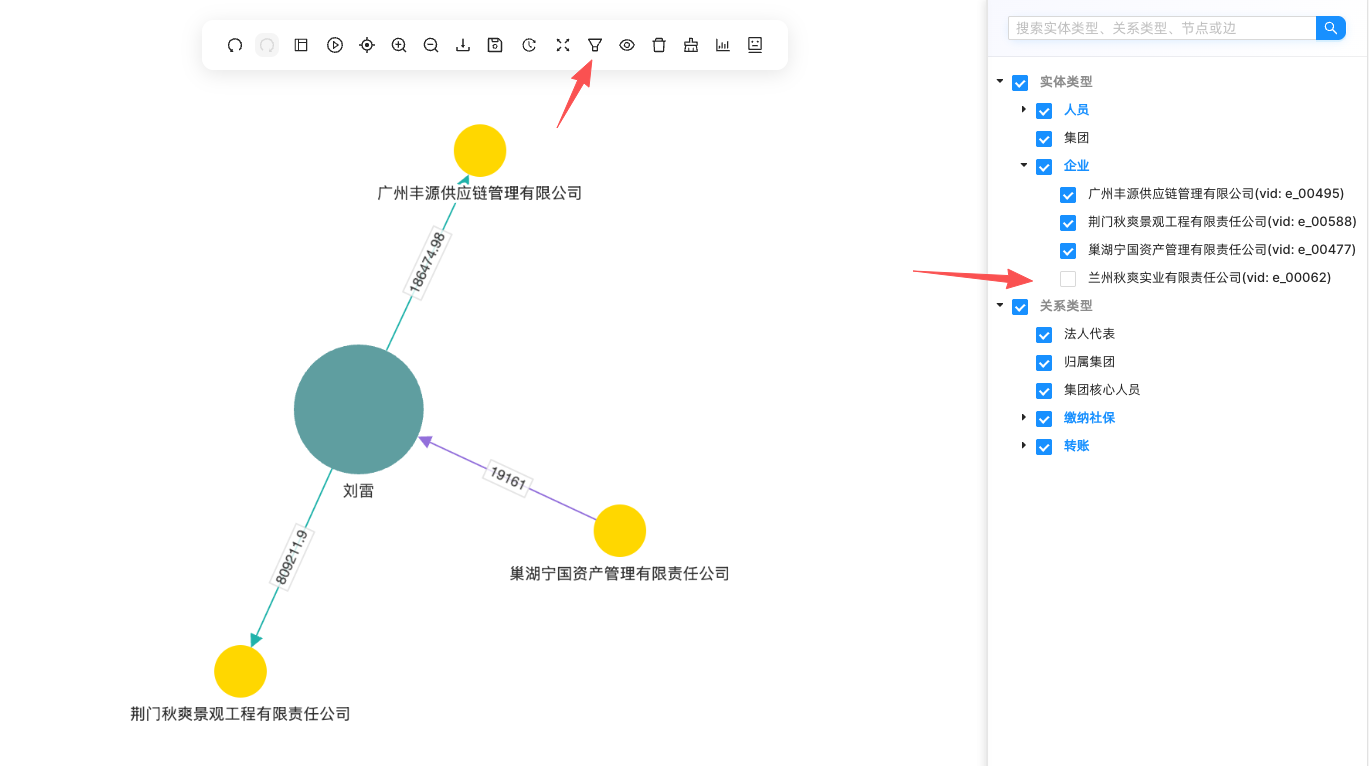 搜索实体类型、关系类型、节点或边
广州丰源供应链管理有限公司
186474.98
刘雷
19161
巢湖宁国资产管理有限责任公司
809211.9
荆门秋爽景观工程有限责任公司
实体类型
人员
集团
企业
广州丰源供应链管理有限公司(vid: e_00495)
荆门秋爽景观工程有限责任公司(vid: e_00588)
巢湖宁国资产管理有限责任公司(vid: e_00477)
兰州秋爽实业有限责任公司(vid: e_00062)
关系类型
法人代表
归属集团
集团核心人员
缴纳社保
转账